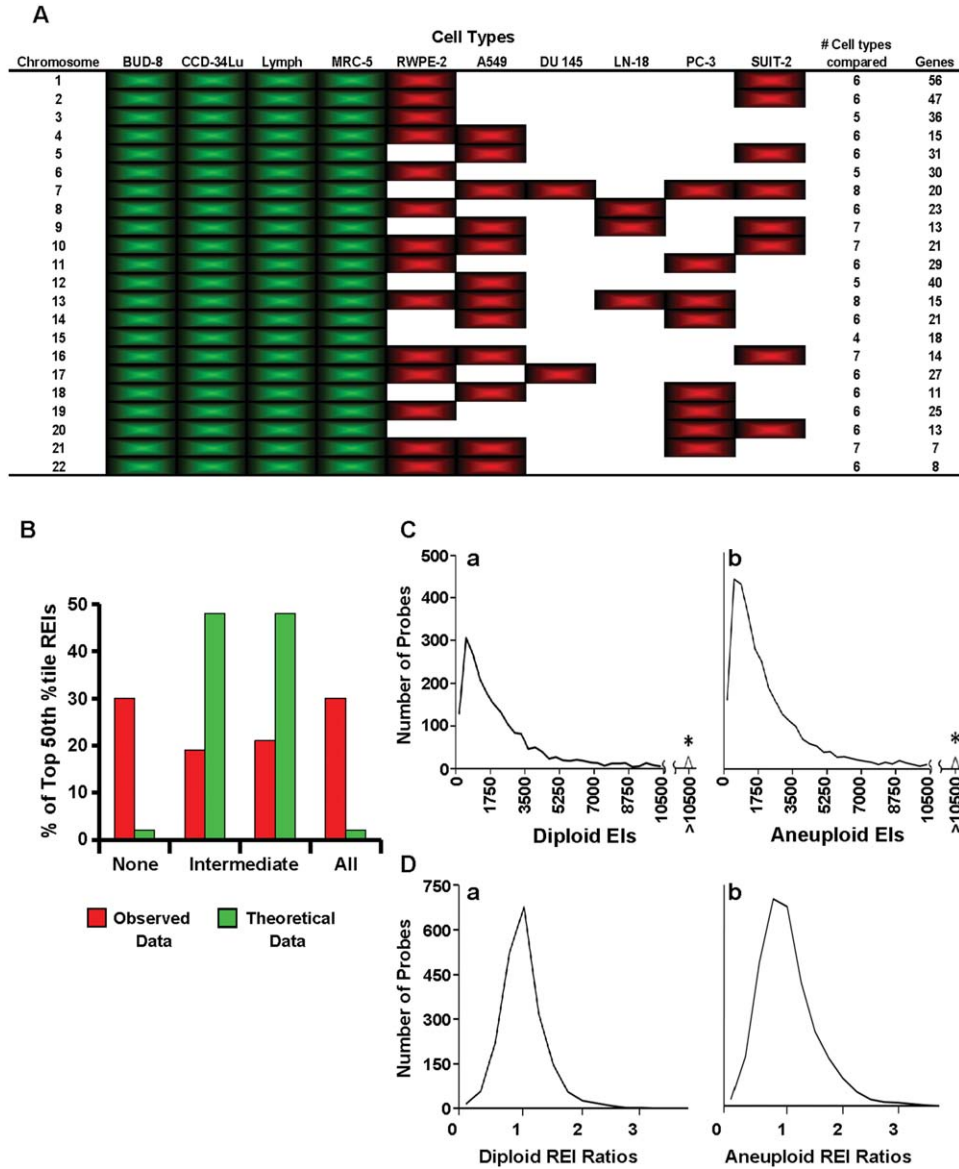 A
Cell Types
# Cell types
Chromosome BUD-8 CCD-34Lu Lymph MRC-5 RWPE-2 A549 DU 145 LN-18 PC-3 SUIT-2 compared Genes
1 6 56
2 6 47
3 5 36
4 6 15
5 6 31
6 5 30
7 8 20
8 6 23
9 7 13
10 7 21
11 6 29
12 5 40
13 8 15
14 6 21
15 4 18
16 7 14
17 6 27
18 6 11
19 6 25
20 6 13
21 7 7
22 6 8
B
% of Top 50th %tile REIs
50
40
30
20
10
0
None Intermediate All
Observed Data
Theoretical Data
C
a
Number of Probes
500
400
300
200
100
0
0 1750 3500 5250 7000 8750 10500 >10500
*
Diploid EIs
b
0 1750 3500 5250 7000 8750 10500 >10500
*
Aneuploid EIs
D
a
Number of Probes
750
600
450
300
150
0
0 1 2 3
Diploid REI Ratios
b
0 1 2 3
Aneuploid REI Ratios